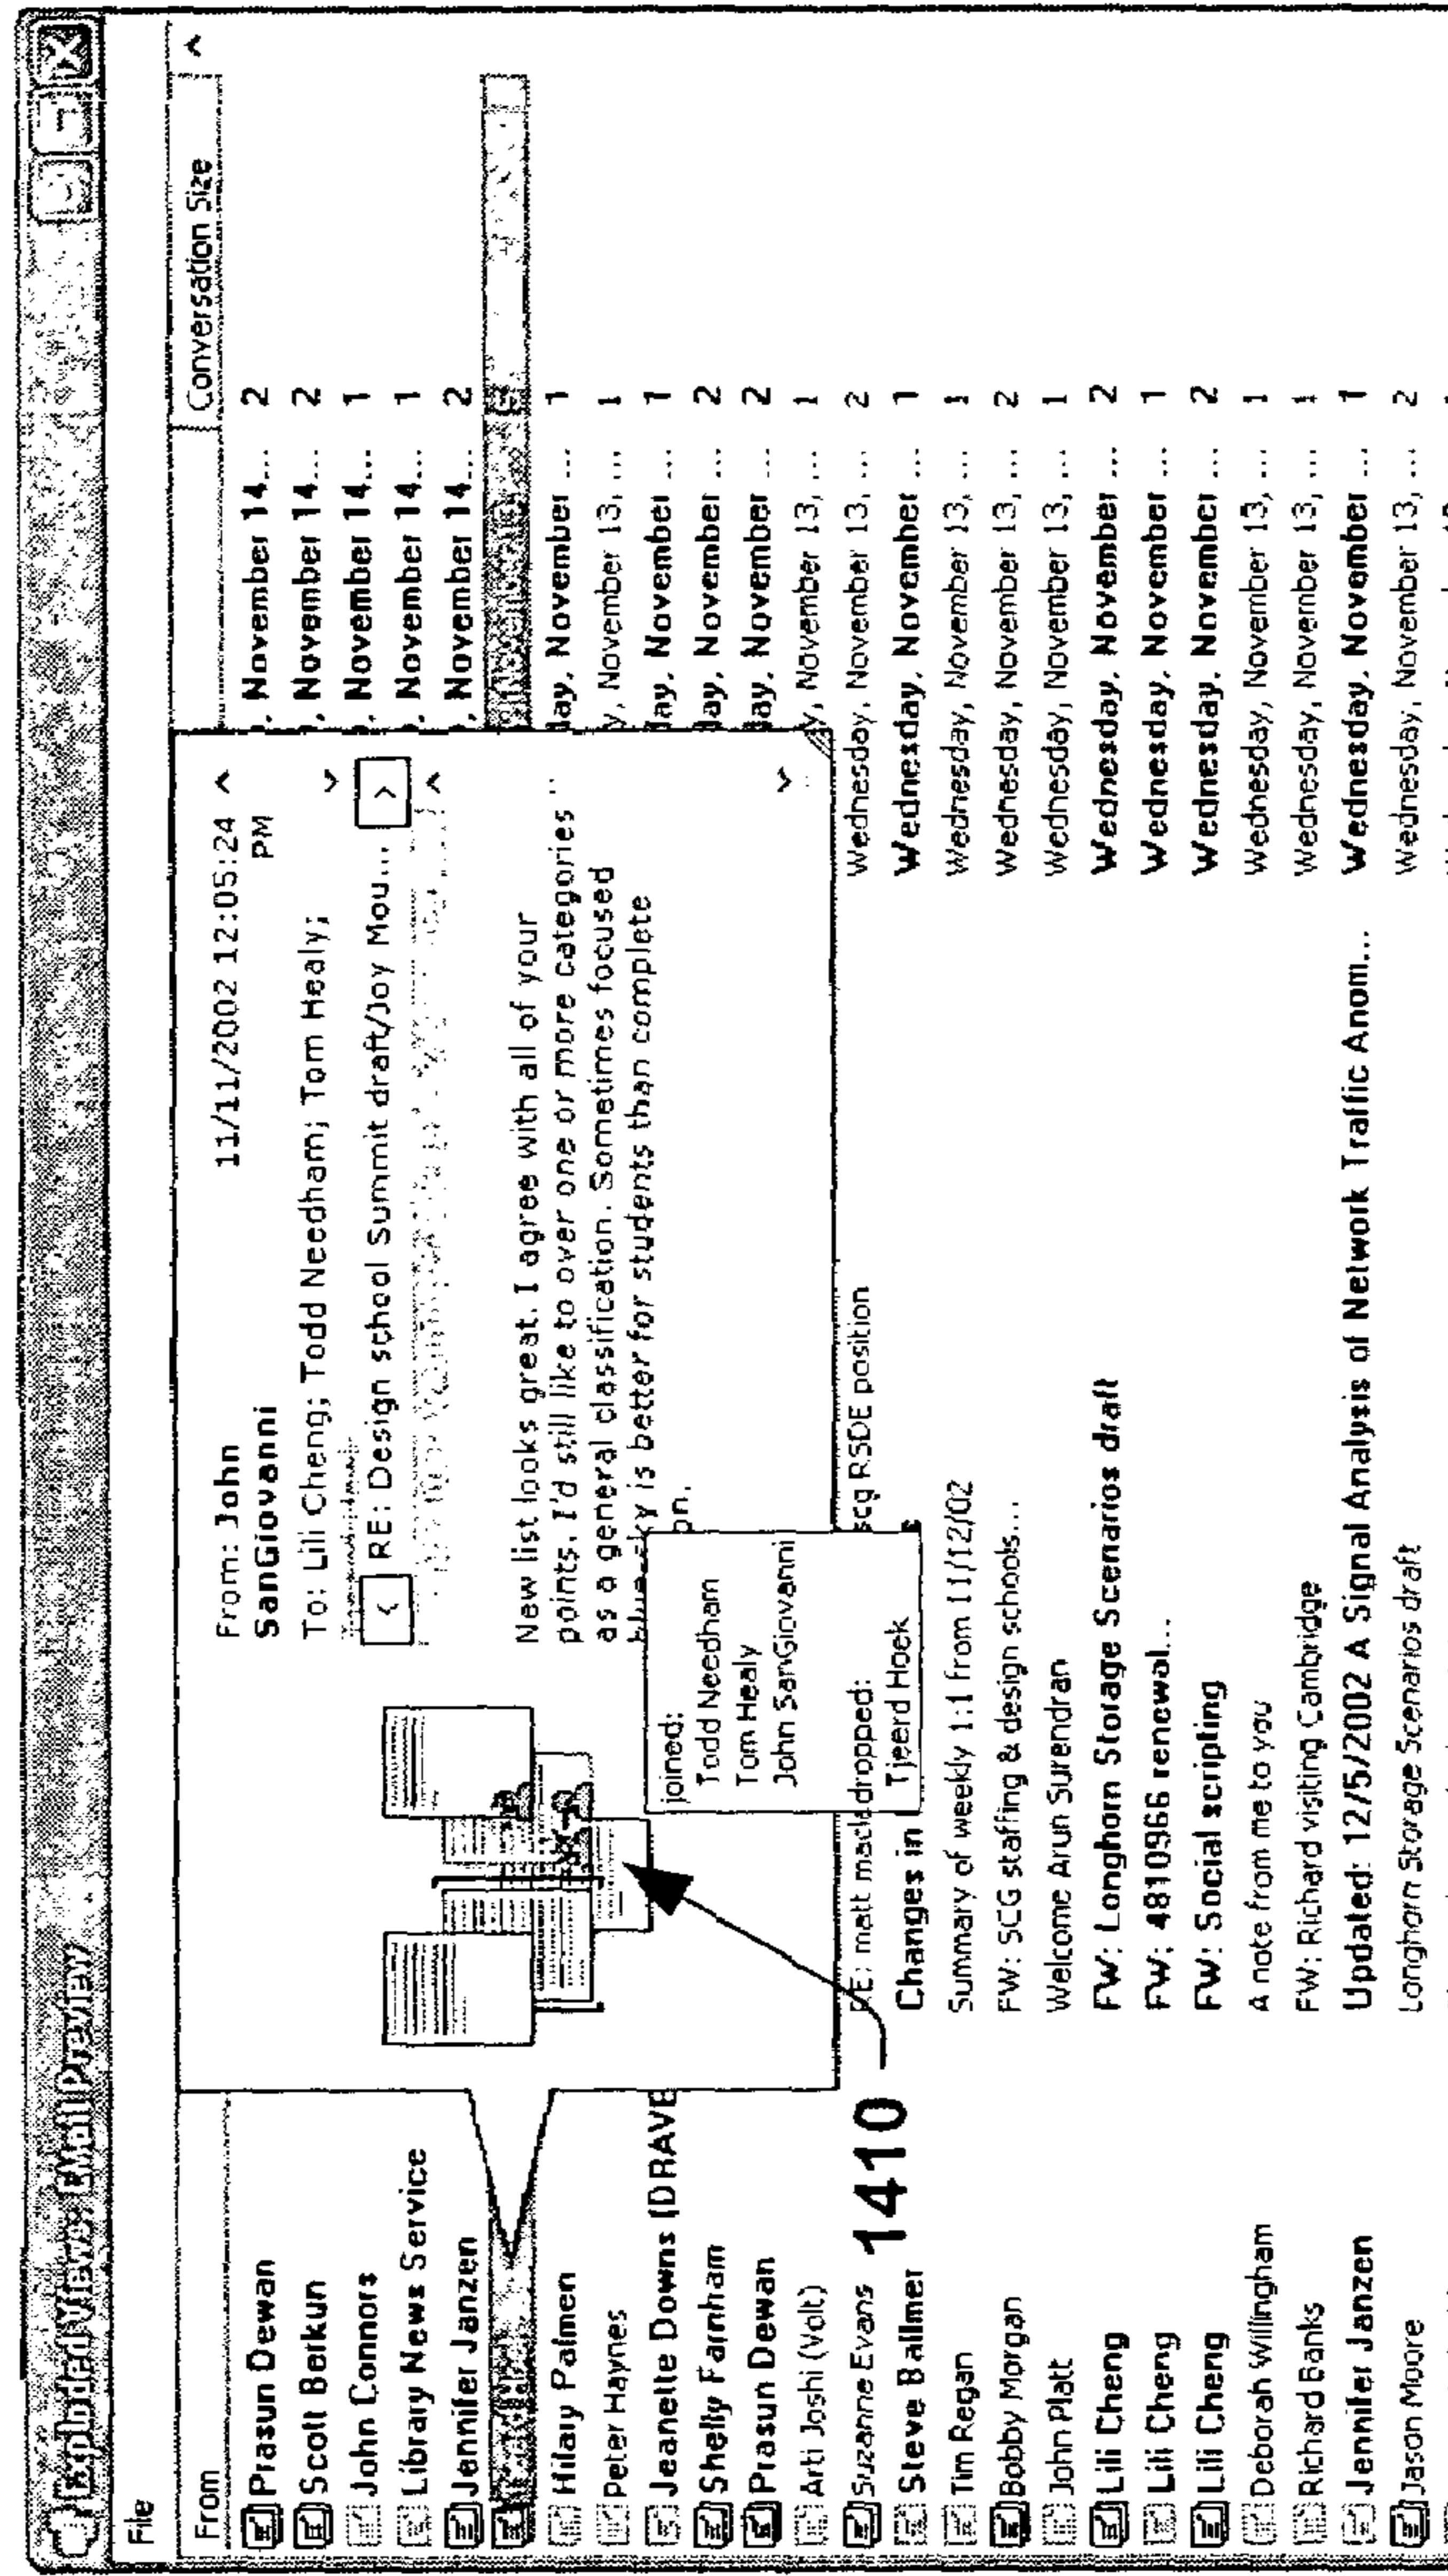 Exploded View: EMail Preview
File
From
Conversation Size
Prasun Dewan , November 14... 2
Scott Berkun , November 14... 2
John Connors , November 14... 1
Library News Service , November 14... 1
Jennifer Janzen , November 14... 2
Hilary Palmen day, November ... 1
Peter Haynes y, November 13, ... 1
Jeanette Downs (DRAVE day, November ... 1
Shelly Farnham day, November ... 2
Prasun Dewan day, November ... 2
Arti Joshi (Volt) y, November 13, ... 1
Suzanne Evans RE: matt macla scg RSDE position Wednesday, November 13, ... 2
Steve Ballmer Changes in Wednesday, November ... 1
Tim Regan Summary of weekly 1:1 from 11/12/02 Wednesday, November 13, ... 1
Bobby Morgan FW: SCG staffing & design schools... Wednesday, November 13, ... 2
John Platt Welcome Arun Surendran Wednesday, November 13, ... 1
Lili Cheng FW: Longhorn Storage Scenarios draft Wednesday, November ... 2
Lili Cheng FW: 4810966 renewal... Wednesday, November ... 1
Lili Cheng FW: Social scripting Wednesday, November ... 2
Deborah Willingham A note from me to you Wednesday, November 13, ... 1
Richard Banks FW: Richard visiting Cambridge Wednesday, November 13, ... 1
Jennifer Janzen Updated: 12/5/2002 A Signal Analysis of Network Traffic Anom... Wednesday, November ... 1
Jason Moore Longhorn Storage Scenarios draft Wednesday, November 13, ... 2
From: John SanGiovanni
11/11/2002 12:05:24 PM
To: Lili Cheng; Todd Needham; Tom Healy;
< RE: Design school Summit draft/Joy Mou... >
New list looks great. I agree with all of your
points. I'd still like to over one or more categories
as a general classification. Sometimes focused
blue-sky is better for students than complete
on.
joined:
Todd Needham
Tom Healy
John SanGiovanni
dropped:
Tjeerd Hoek
1410